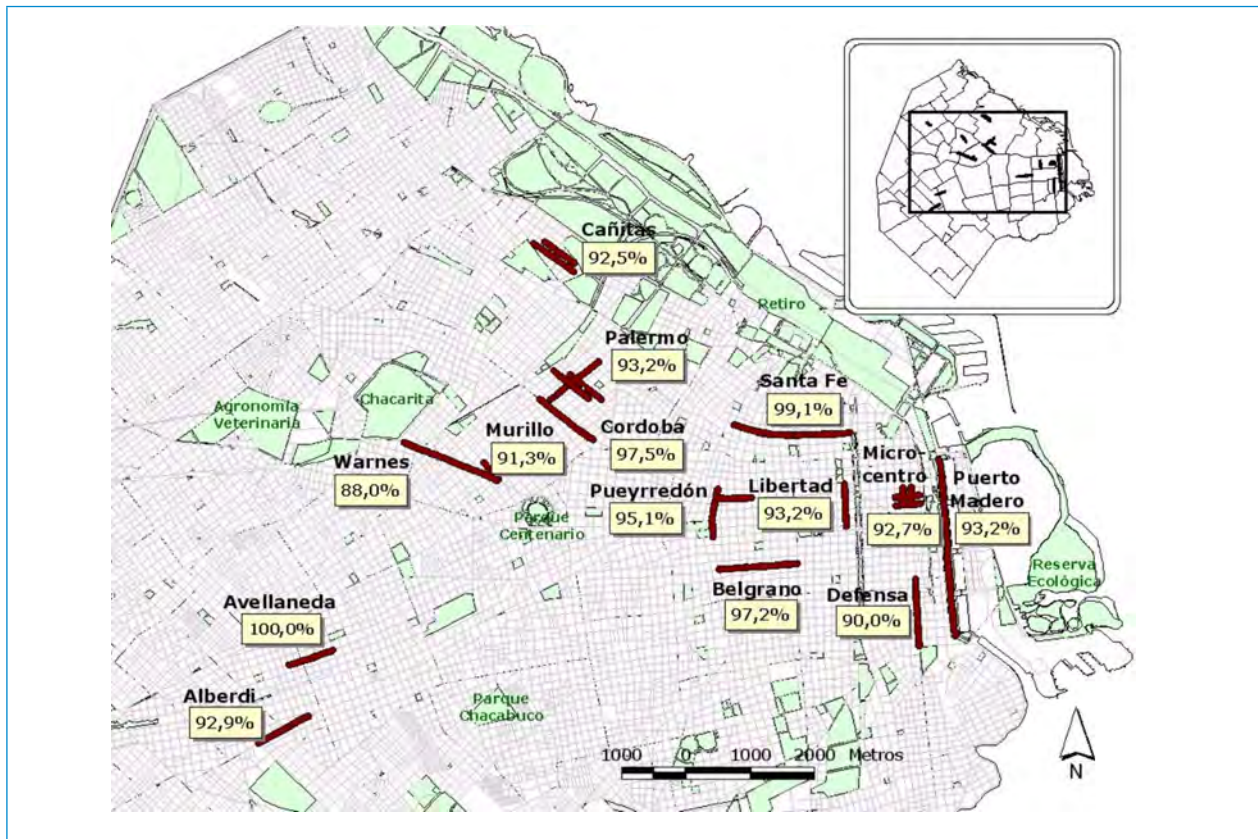 Cañitas
92,5%
Retiro
Palermo
93,2%
Santa Fe
99,1%
Agronomía
Veterinaria
Chacarita
Murillo
91,3%
Cordoba
97,5%
Warnes
88,0%
Micro-
centro
92,7%
Puerto
Madero
93,2%
Pueyrredón
95,1%
Libertad
93,2%
Parque
Centenario
Reserva
Ecológica
Belgrano
97,2%
Defensa
90,0%
Avellaneda
100,0%
Alberdi
92,9%
Parque
Chacabuco
1000 0 1000 2000 Metros
N